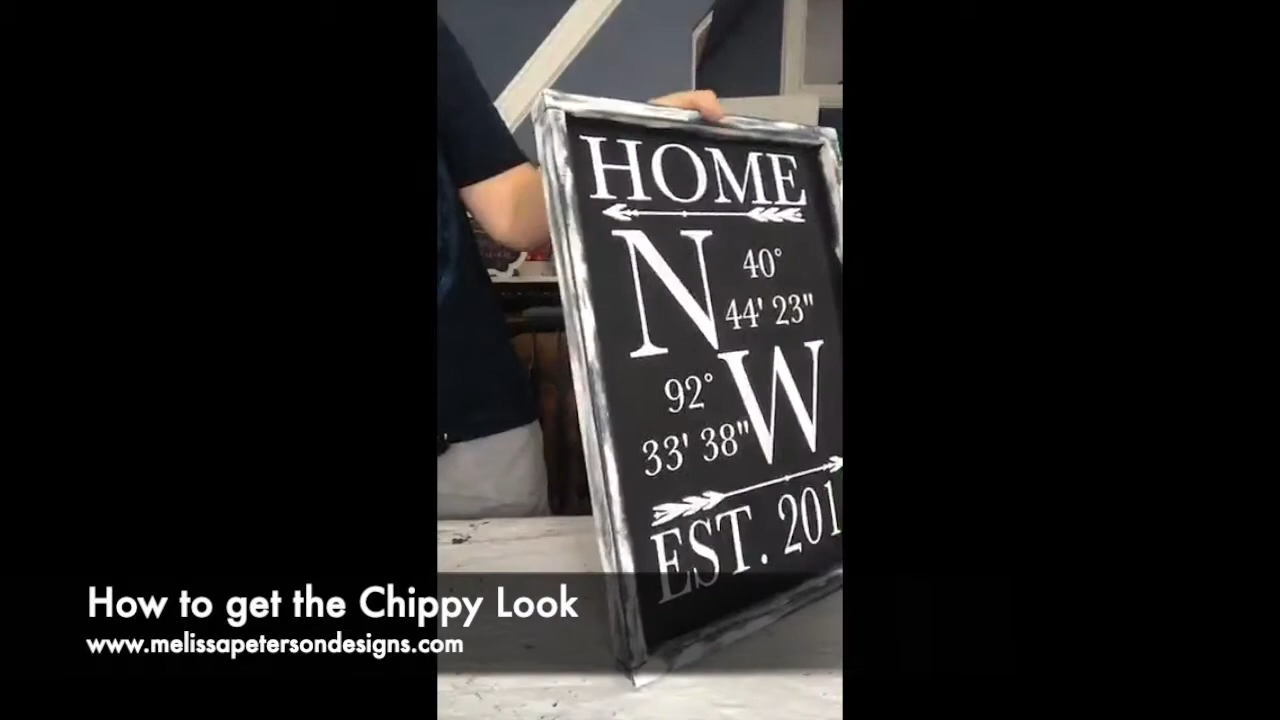 HOME
N 40°
44' 23"
92° W
33' 38"
EST. 201
How to get the Chippy Look
www.melissapetersondesigns.com